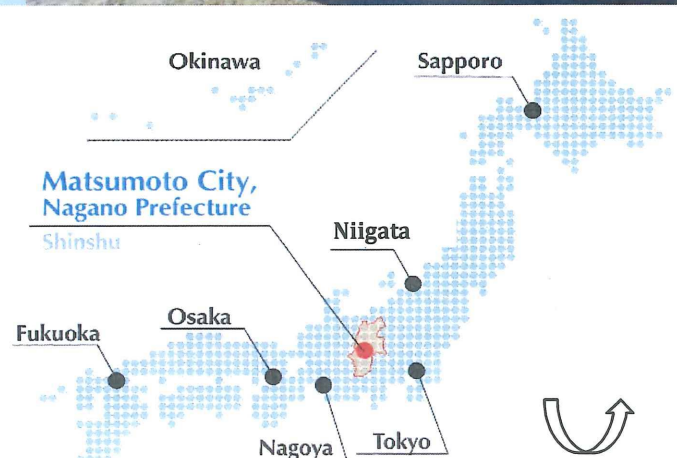 Okinawa
Sapporo
Matsumoto City,
Nagano Prefecture
Shinshu
Niigata
Osaka
Fukuoka
Nagoya
Tokyo